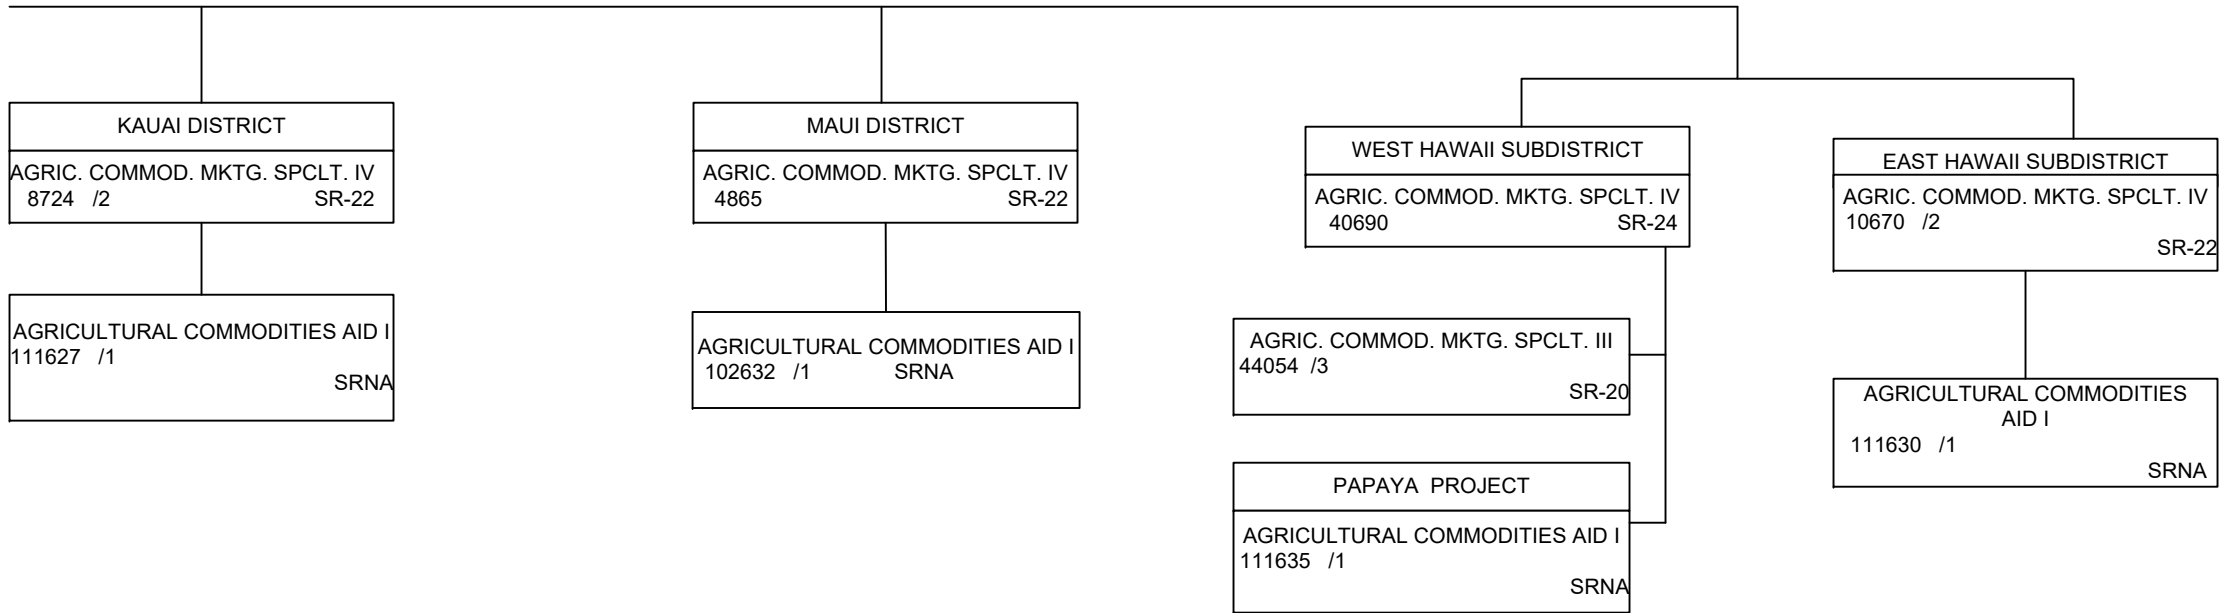 KAUAI DISTRICT
AGRIC. COMMOD. MKTG. SPCLT. IV
8724 /2 SR-22
AGRICULTURAL COMMODITIES AID I
111627 /1
SRNA
MAUI DISTRICT
AGRIC. COMMOD. MKTG. SPCLT. IV
4865 SR-22
AGRICULTURAL COMMODITIES AID I
102632 /1 SRNA
WEST HAWAII SUBDISTRICT
AGRIC. COMMOD. MKTG. SPCLT. IV
40690 SR-24
AGRIC. COMMOD. MKTG. SPCLT. III
44054 /3
SR-20
PAPAYA PROJECT
AGRICULTURAL COMMODITIES AID I
111635 /1
SRNA
EAST HAWAII SUBDISTRICT
AGRIC. COMMOD. MKTG. SPCLT. IV
10670 /2
SR-22
AGRICULTURAL COMMODITIES
AID I
111630 /1
SRNA